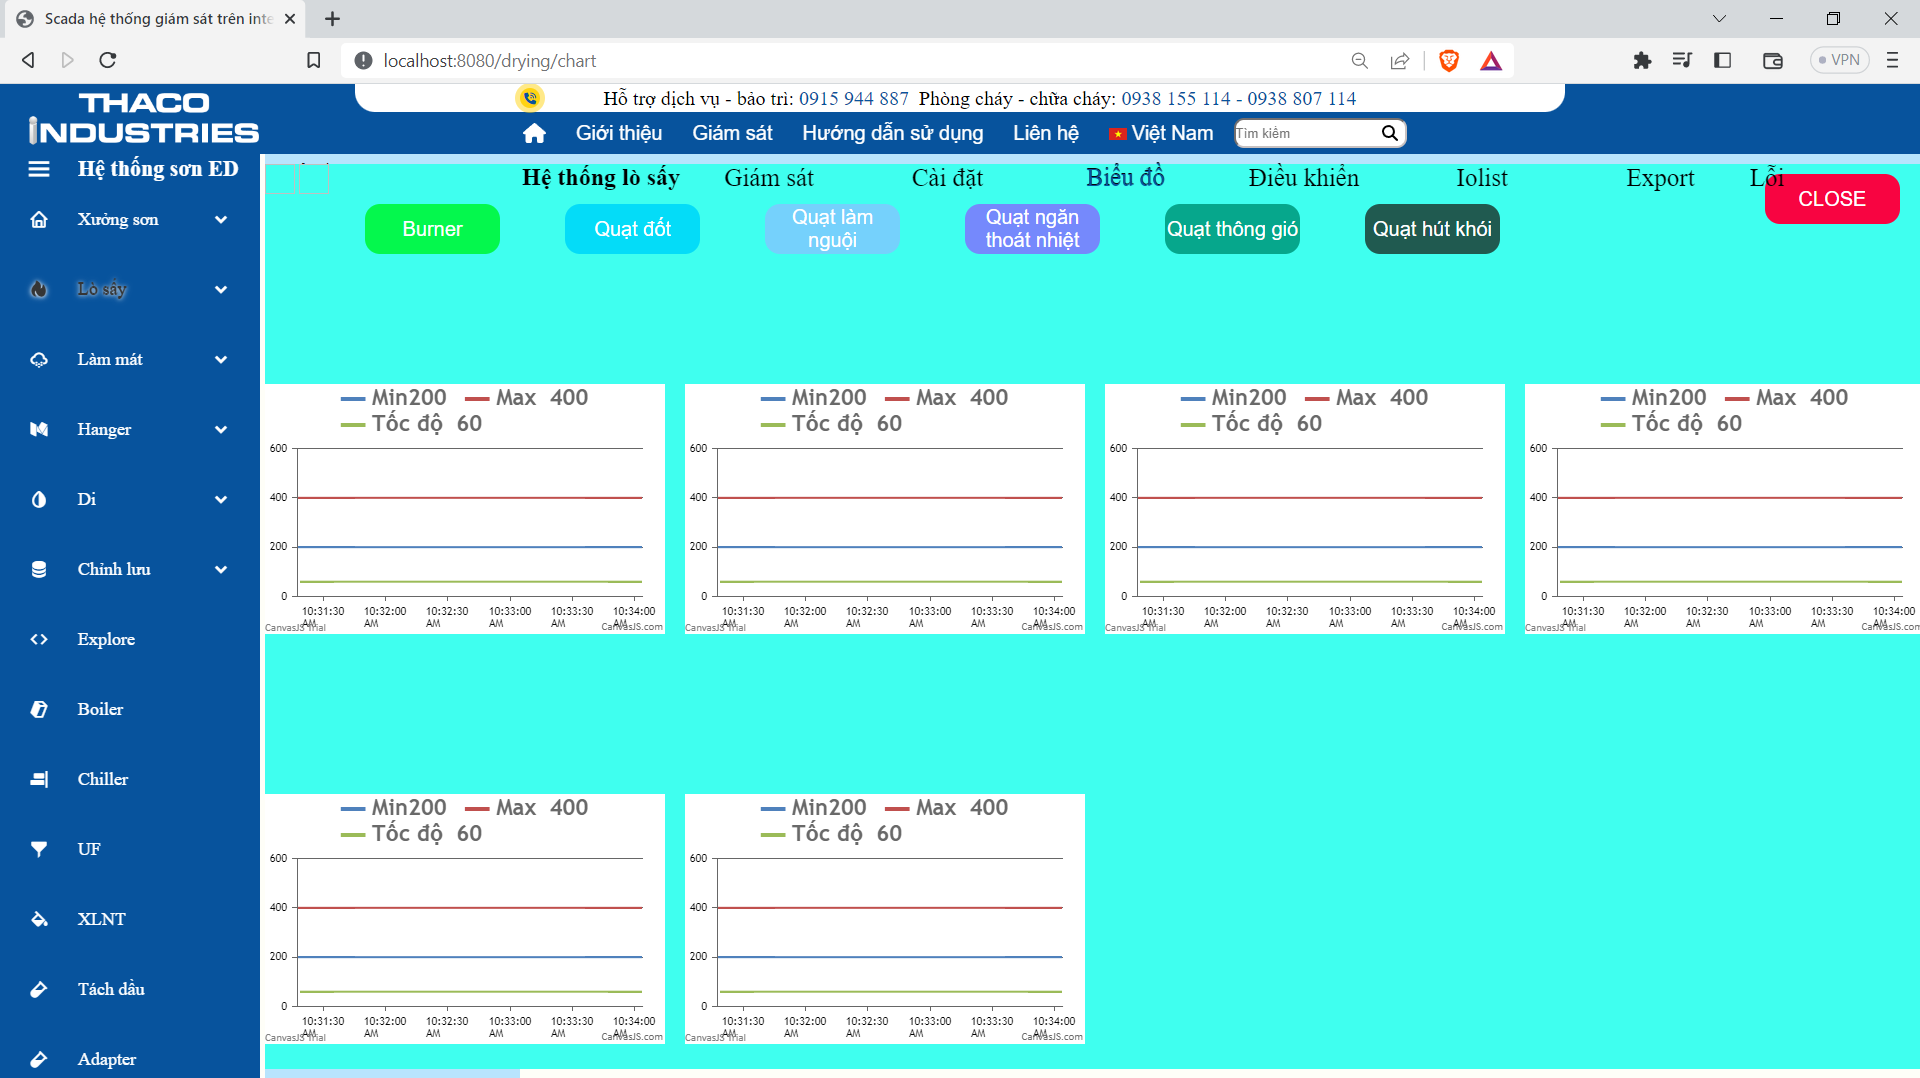 Scada hệ thống giám sát trên inte
localhost:8080/drying/chart
VPN
THACO
INDUSTRIES
Hỗ trợ dịch vụ - bảo trì: 0915 944 887 Phòng cháy - chữa cháy: 0938 155 114 - 0938 807 114
Giới thiệu Giám sát Hướng dẫn sử dụng Liên hệ Việt Nam Tìm kiếm
Hệ thống sơn ED
Xưởng sơn
Lò sấy
Làm mát
Hanger
Di
Chỉnh lưu
Explore
Boiler
Chiller
UF
XLNT
Tách dầu
Adapter
Hệ thống lò sấy Giám sát Cài đặt Biểu đồ Điều khiển Iolist Export Lỗi
CLOSE
Burner
Quạt đốt
Quạt làm
nguội
Quạt ngăn
thoát nhiệt
Quạt thông gió
Quạt hút khói
Min200 Max 400
Tốc độ 60
600
400
200
0
10:31:30 AM 10:32:00 AM 10:32:30 AM 10:33:00 AM 10:33:30 AM 10:34:00 AM
CanvasJS Trial CanvasJS.com
Min200 Max 400
Tốc độ 60
600
400
200
0
10:31:30 AM 10:32:00 AM 10:32:30 AM 10:33:00 AM 10:33:30 AM 10:34:00 AM
CanvasJS Trial CanvasJS.com
Min200 Max 400
Tốc độ 60
600
400
200
0
10:31:30 AM 10:32:00 AM 10:32:30 AM 10:33:00 AM 10:33:30 AM 10:34:00 AM
CanvasJS Trial CanvasJS.com
Min200 Max 400
Tốc độ 60
600
400
200
0
10:31:30 AM 10:32:00 AM 10:32:30 AM 10:33:00 AM 10:33:30 AM 10:34:00 AM
CanvasJS Trial CanvasJS.com
Min200 Max 400
Tốc độ 60
600
400
200
0
10:31:30 AM 10:32:00 AM 10:32:30 AM 10:33:00 AM 10:33:30 AM 10:34:00 AM
CanvasJS Trial CanvasJS.com
Min200 Max 400
Tốc độ 60
600
400
200
0
10:31:30 AM 10:32:00 AM 10:32:30 AM 10:33:00 AM 10:33:30 AM 10:34:00 AM
CanvasJS Trial CanvasJS.com